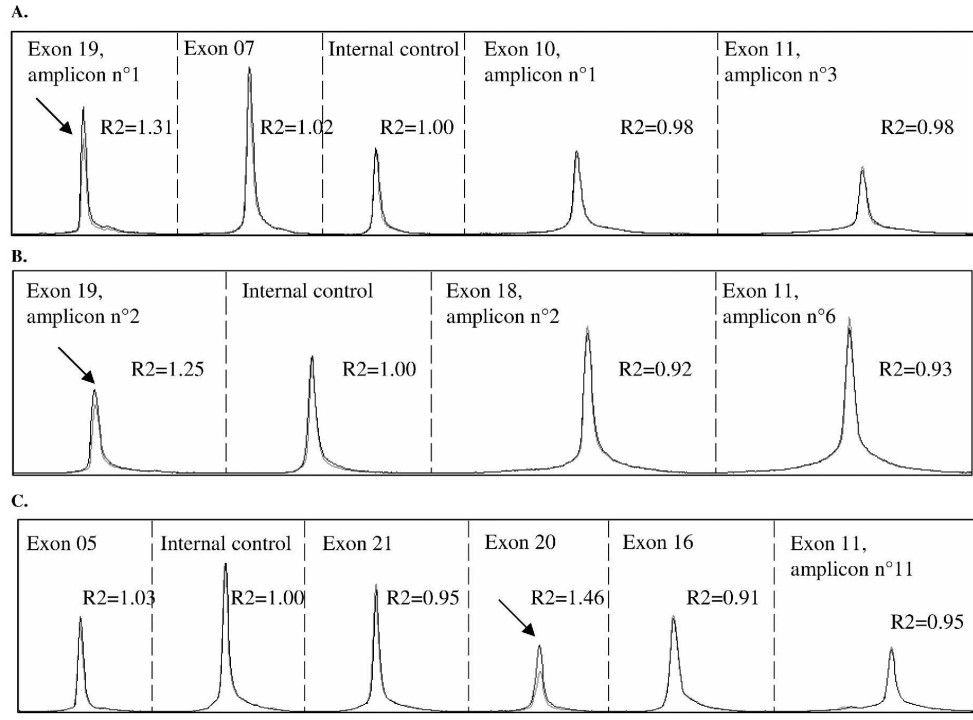 A.
Exon 19,
amplicon n°1
Exon 07
Internal control
Exon 10,
amplicon n°1
Exon 11,
amplicon n°3
R2=1.31
R2=1.02
R2=1.00
R2=0.98
R2=0.98
B.
Exon 19,
amplicon n°2
Internal control
Exon 18,
amplicon n°2
Exon 11,
amplicon n°6
R2=1.25
R2=1.00
R2=0.92
R2=0.93
C.
Exon 05
Internal control
Exon 21
Exon 20
Exon 16
Exon 11,
amplicon n°11
R2=1.03
R2=1.00
R2=0.95
R2=1.46
R2=0.91
R2=0.95